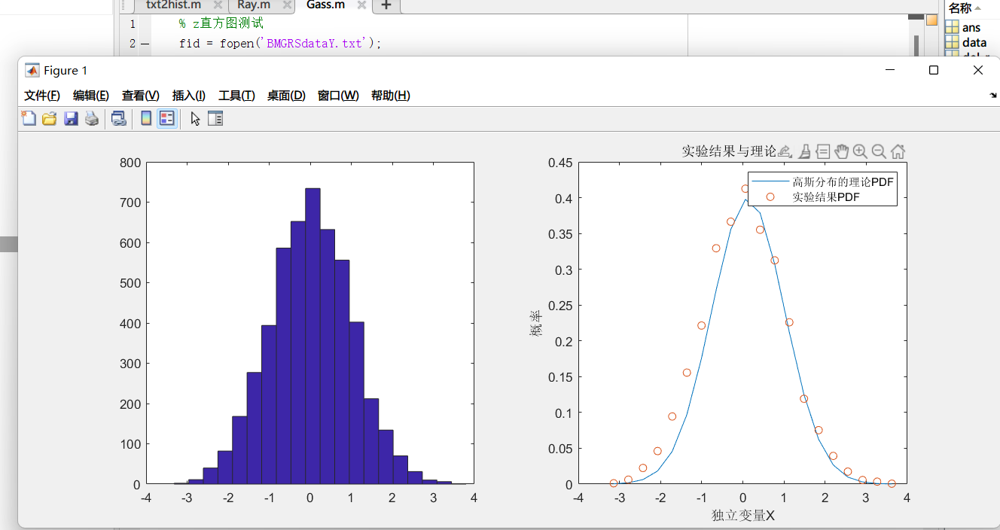 txt2hist.m × Ray.m × Gass.m × +
名称
1 % z直方图测试
ans
2 — fid = fopen('BMGRSdataY.txt');
data
Figure 1
文件(F) 编辑(E) 查看(V) 插入(I) 工具(T) 桌面(D) 窗口(W) 帮助(H)
800
700
600
500
400
300
200
100
0
-4 -3 -2 -1 0 1 2 3 4
实验结果与理论
高斯分布的理论PDF
实验结果PDF
概率
0.45
0.4
0.35
0.3
0.25
0.2
0.15
0.1
0.05
0
-4 -3 -2 -1 0 1 2 3 4
独立变量X